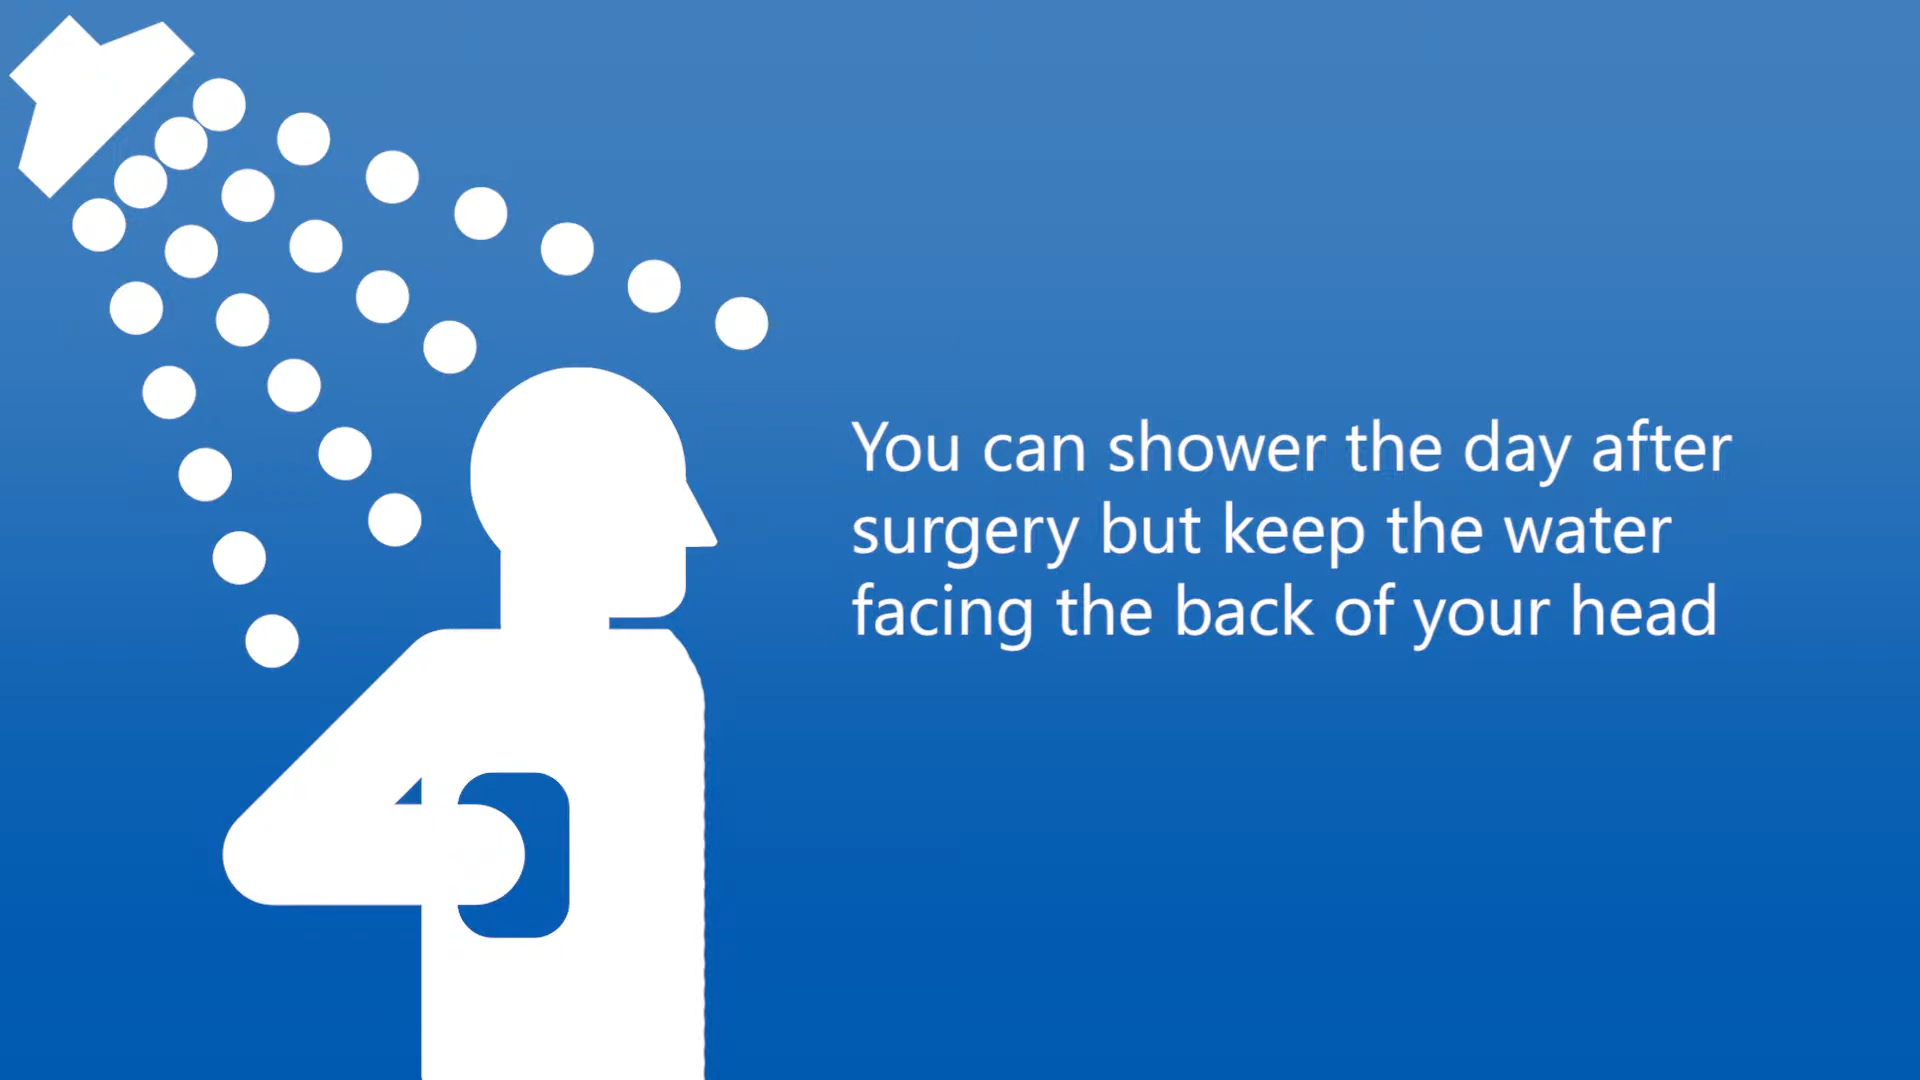 You can shower the day after
surgery but keep the water
facing the back of your head